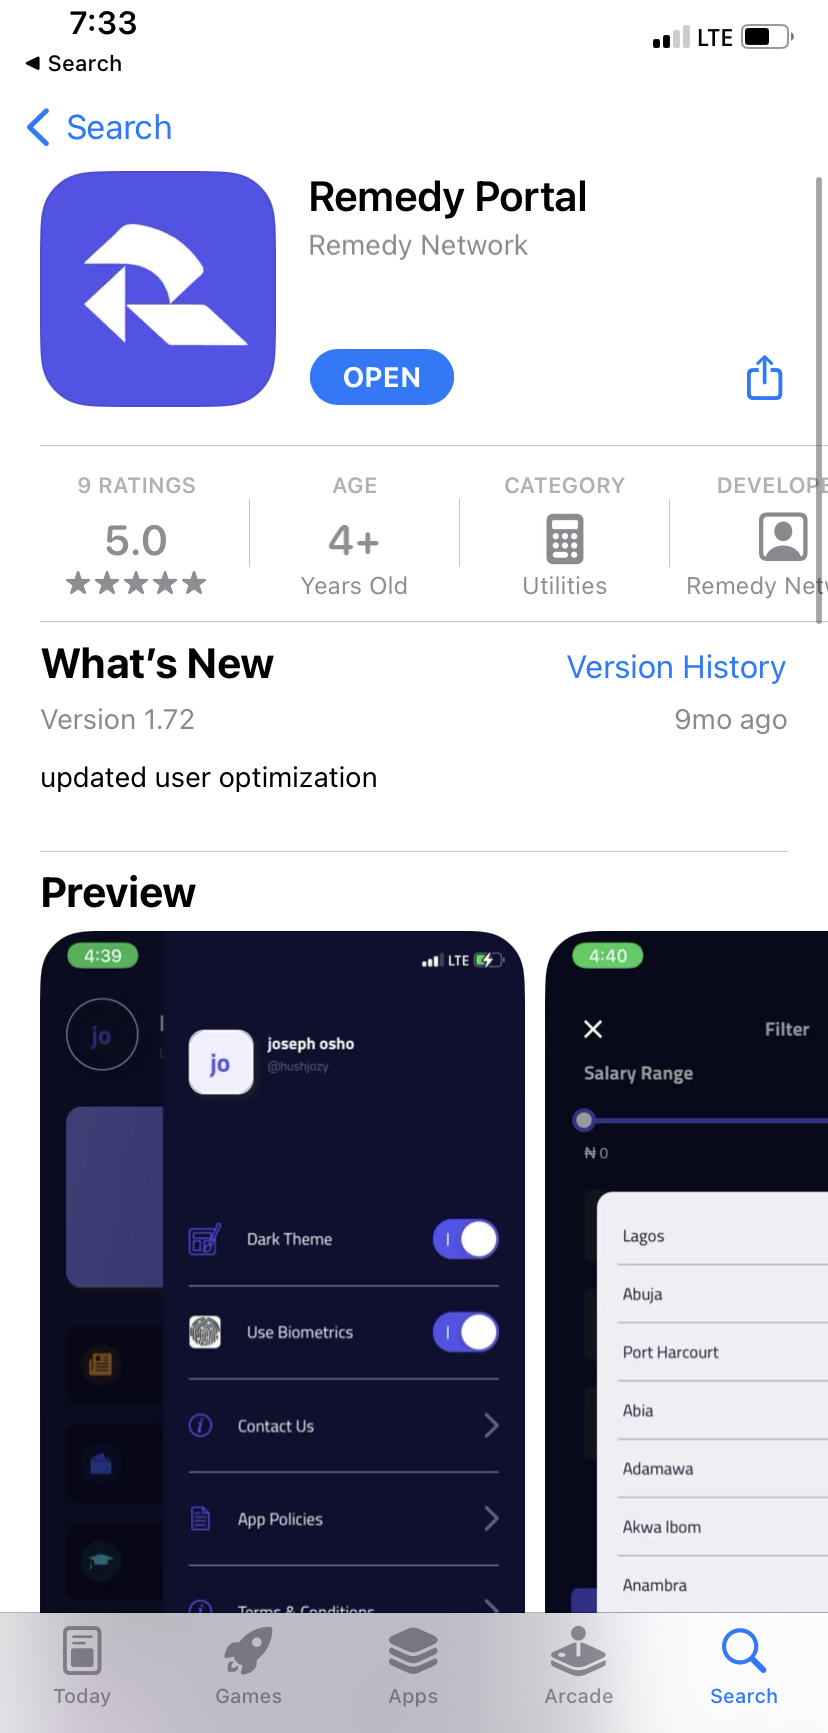 7:33
LTE
◀ Search
Search
Remedy Portal
Remedy Network
OPEN
9 RATINGS
5.0
AGE
4+
Years Old
CATEGORY
Utilities
DEVELOPE
Remedy Net
What's New
Version History
Version 1.72
9mo ago
updated user optimization
Preview
4:39
LTE
jo
jo
joseph osho
@hushjozy
Dark Theme
Use Biometrics
Contact Us
App Policies
Terms & Conditions
4:40
Filter
Salary Range
₦ 0
Lagos
Abuja
Port Harcourt
Abia
Adamawa
Akwa Ibom
Anambra
Today
Games
Apps
Arcade
Search